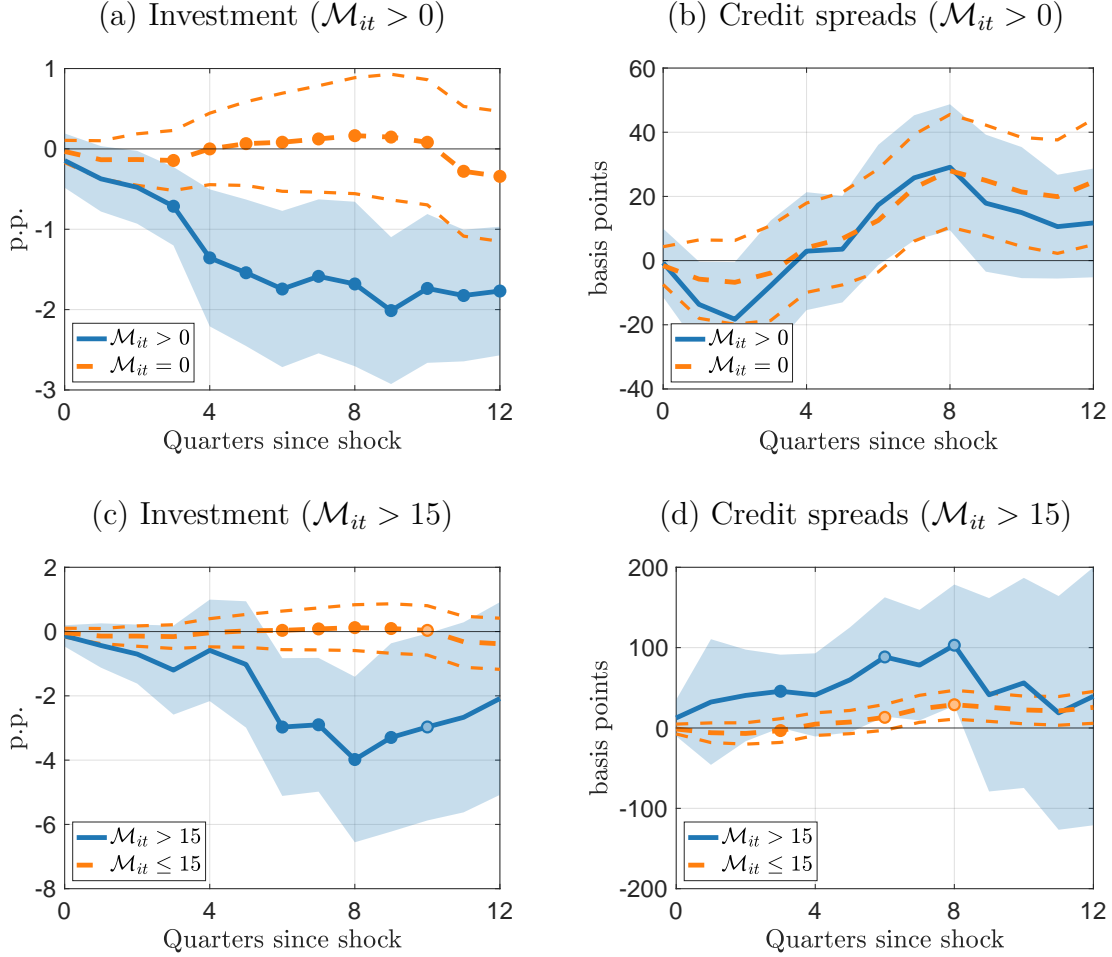 (a) Investment (ℳ_it > 0)
1
0
-1
-2
-3
p.p.
ℳ_it > 0
ℳ_it = 0
0 4 8 12
Quarters since shock
(b) Credit spreads (ℳ_it > 0)
60
40
20
0
-20
-40
basis points
ℳ_it > 0
ℳ_it = 0
0 4 8 12
Quarters since shock
(c) Investment (ℳ_it > 15)
2
0
-2
-4
-6
-8
p.p.
ℳ_it > 15
ℳ_it ≤ 15
0 4 8 12
Quarters since shock
(d) Credit spreads (ℳ_it > 15)
200
100
0
-100
-200
basis points
ℳ_it > 15
ℳ_it ≤ 15
0 4 8 12
Quarters since shock